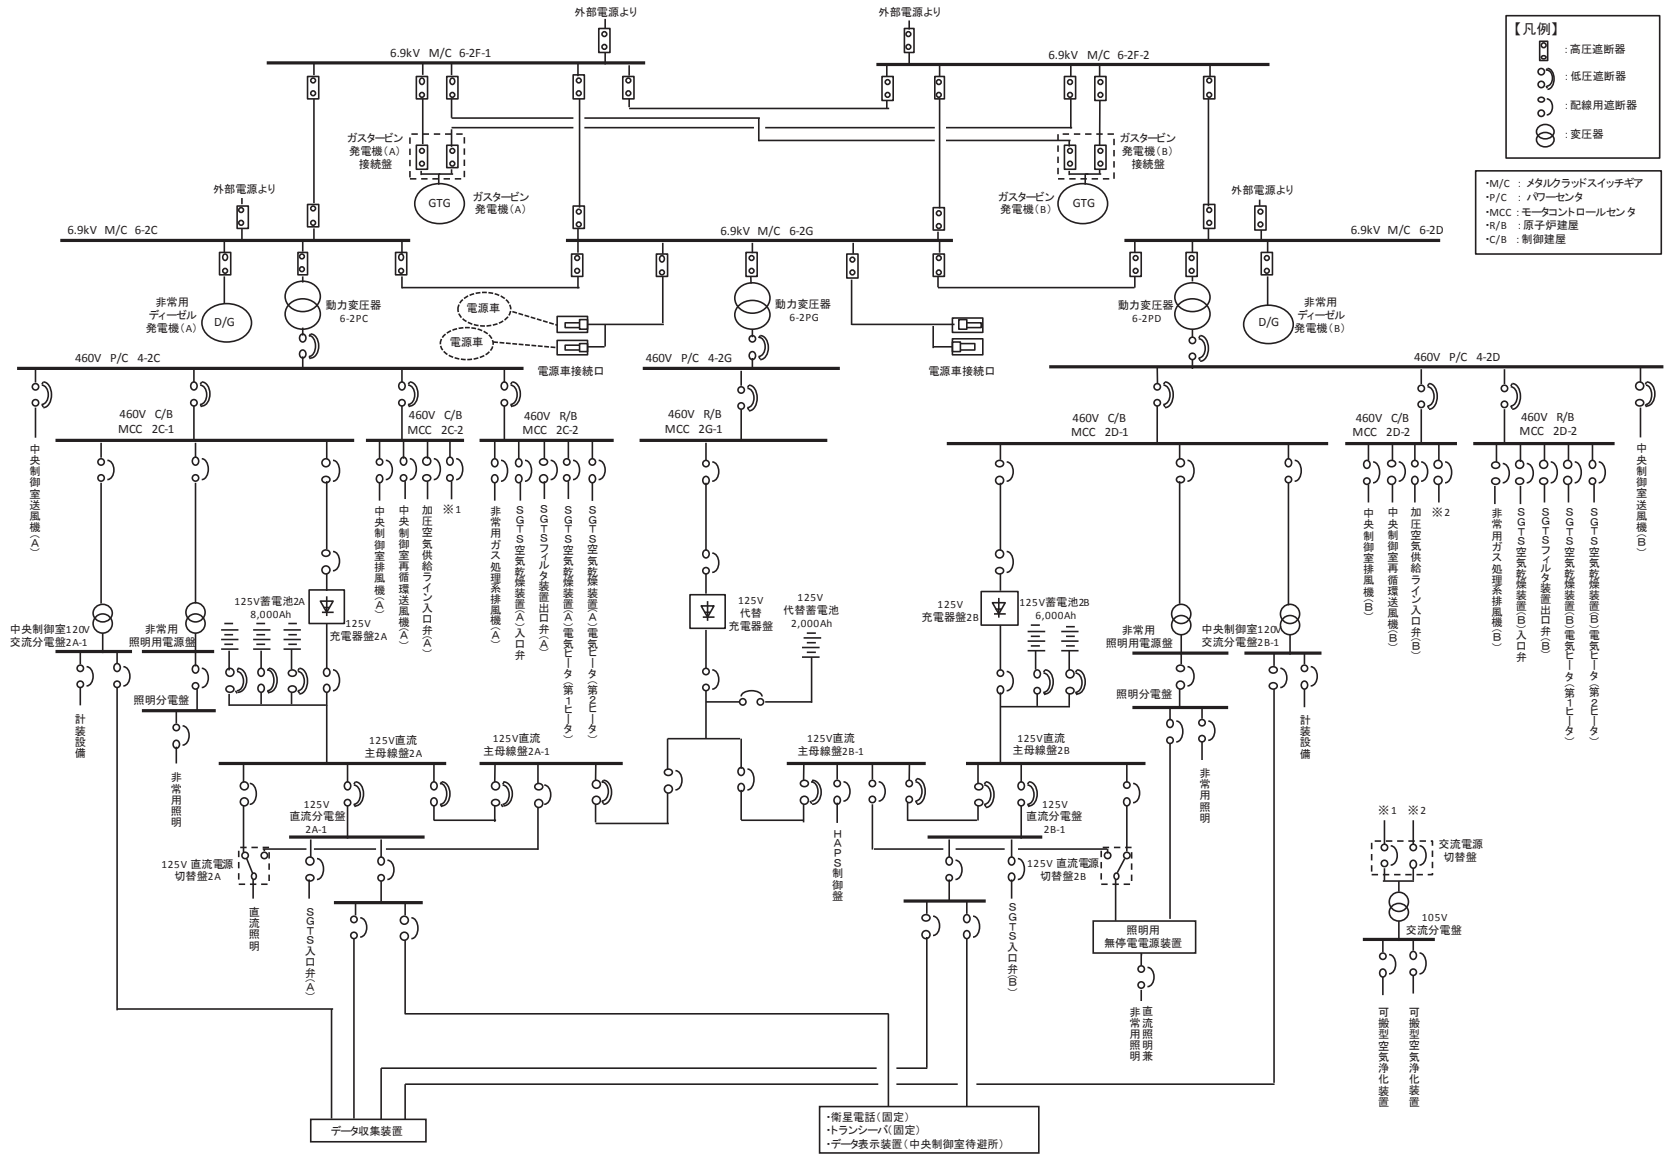 外部電源より
外部電源より
【凡例】
：高圧遮断器
：低圧遮断器
：配線用遮断器
：変圧器
・M/C ： メタルクラッドスイッチギア
・P/C ： パワーセンタ
・MCC ：モータコントロールセンタ
・R/B ：原子炉建屋
・C/B ：制御建屋
6.9kV M/C 6-2F-1
6.9kV M/C 6-2F-2
ガスタービン
発電機（A）
接続盤
ガスタービン
発電機（B）
接続盤
GTG
ガスタービン
発電機（A）
ガスタービン
発電機（B）
GTG
外部電源より
外部電源より
6.9kV M/C 6-2C
6.9kV M/C 6-2G
6.9kV M/C 6-2D
非常用
ディーゼル
発電機（A）
D/G
動力変圧器
6-2PC
電源車
電源車
電源車接続口
動力変圧器
6-2PG
電源車接続口
動力変圧器
6-2PD
D/G
非常用
ディーゼル
発電機（B）
460V P/C 4-2C
460V P/C 4-2G
460V P/C 4-2D
460V C/B
MCC 2C-1
460V C/B
MCC 2C-2
460V R/B
MCC 2C-2
460V R/B
MCC 2G-1
460V C/B
MCC 2D-1
460V C/B
MCC 2D-2
460V R/B
MCC 2D-2
中央制御室送風機（A）
中央制御室排風機（A）
中央制御室再循環送風機（A）
加圧空気供給ライン入口弁（A）
※1
非常用ガス処理系排風機（A）
SGTS空気乾燥装置（A）入口弁
SGTSフィルタ装置出口弁（A）
SGTS空気乾燥装置（A）電気ヒータ（第1ヒータ）
SGTS空気乾燥装置（A）電気ヒータ（第2ヒータ）
中央制御室排風機（B）
中央制御室再循環送風機（B）
加圧空気供給ライン入口弁（B）
※2
非常用ガス処理系排風機（B）
SGTS空気乾燥装置（B）入口弁
SGTSフィルタ装置出口弁（B）
SGTS空気乾燥装置（B）電気ヒータ（第1ヒータ）
SGTS空気乾燥装置（B）電気ヒータ（第2ヒータ）
中央制御室送風機（B）
中央制御室120V
交流分電盤2A-1
非常用
照明用電源盤
125V蓄電池2A
8,000Ah
125V
充電器盤2A
125V
代替
充電器盤
125V
代替蓄電池
2,000Ah
125V
充電器盤2B
125V蓄電池2B
6,000Ah
非常用
照明用電源盤
中央制御室120V
交流分電盤2B-1
計装設備
照明分電盤
非常用照明
照明分電盤
非常用照明
計装設備
125V直流
主母線盤2A
125V直流
主母線盤2A-1
125V直流
主母線盤2B-1
125V直流
主母線盤2B
125V
直流分電盤
2A-1
125V
直流分電盤
2B-1
125V 直流電源
切替盤2A
直流照明
SGTS入口弁（A）
HAPS制御盤
SGTS入口弁（B）
125V 直流電源
切替盤2B
照明用
無停電電源装置
直流照明兼
非常用照明
※1
※2
交流電源
切替盤
105V
交流分電盤
可搬型空気浄化装置
可搬型空気浄化装置
データ収集装置
・衛星電話（固定）
・トランシーバ（固定）
・データ表示装置（中央制御室待避所）